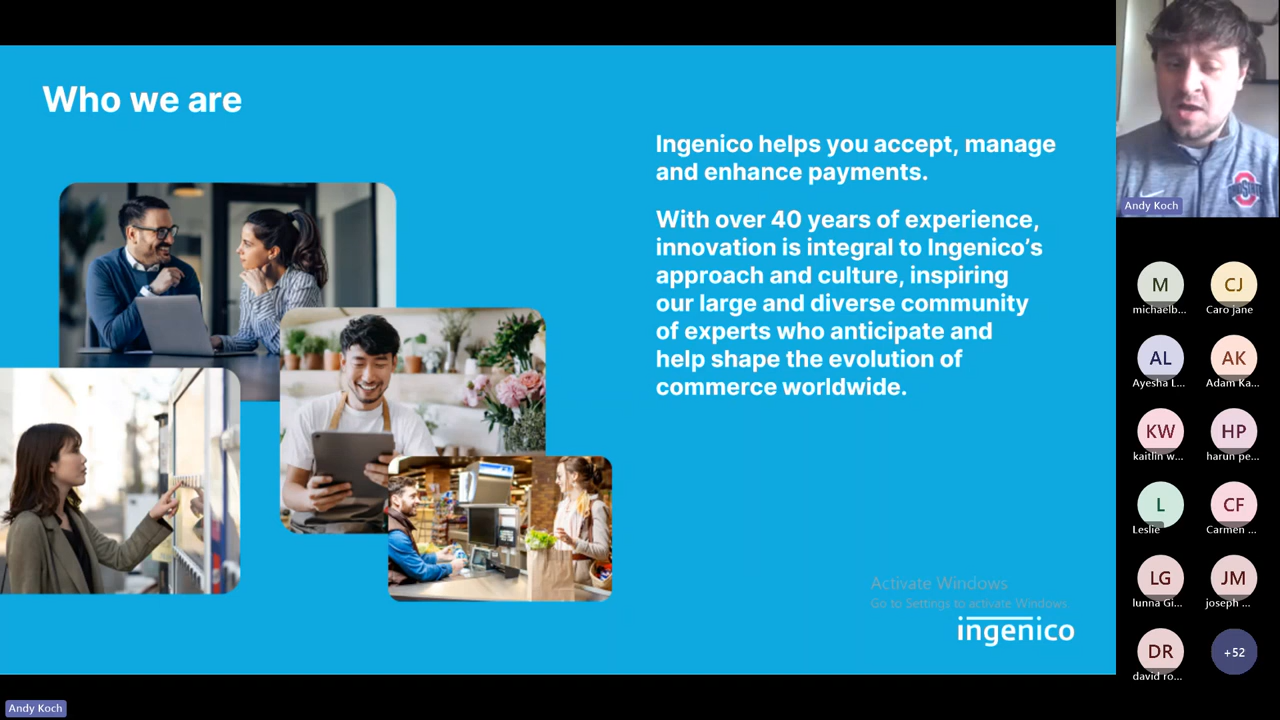 Who we are
Ingenico helps you accept, manage
and enhance payments.
With over 40 years of experience,
innovation is integral to Ingenico’s
approach and culture, inspiring
our large and diverse community
of experts who anticipate and
help shape the evolution of
commerce worldwide.
Activate Windows
Go to Settings to activate Windows.
ingenico
Andy Koch
Andy Koch
M
michaelb...
CJ
Caro Jane
AL
Ayesha L...
AK
Adam Ka...
KW
kaitlin w...
HP
harun pe...
L
Leslie
CF
Carmen ...
LG
lunna Gi...
JM
joseph ...
DR
david ro...
+52